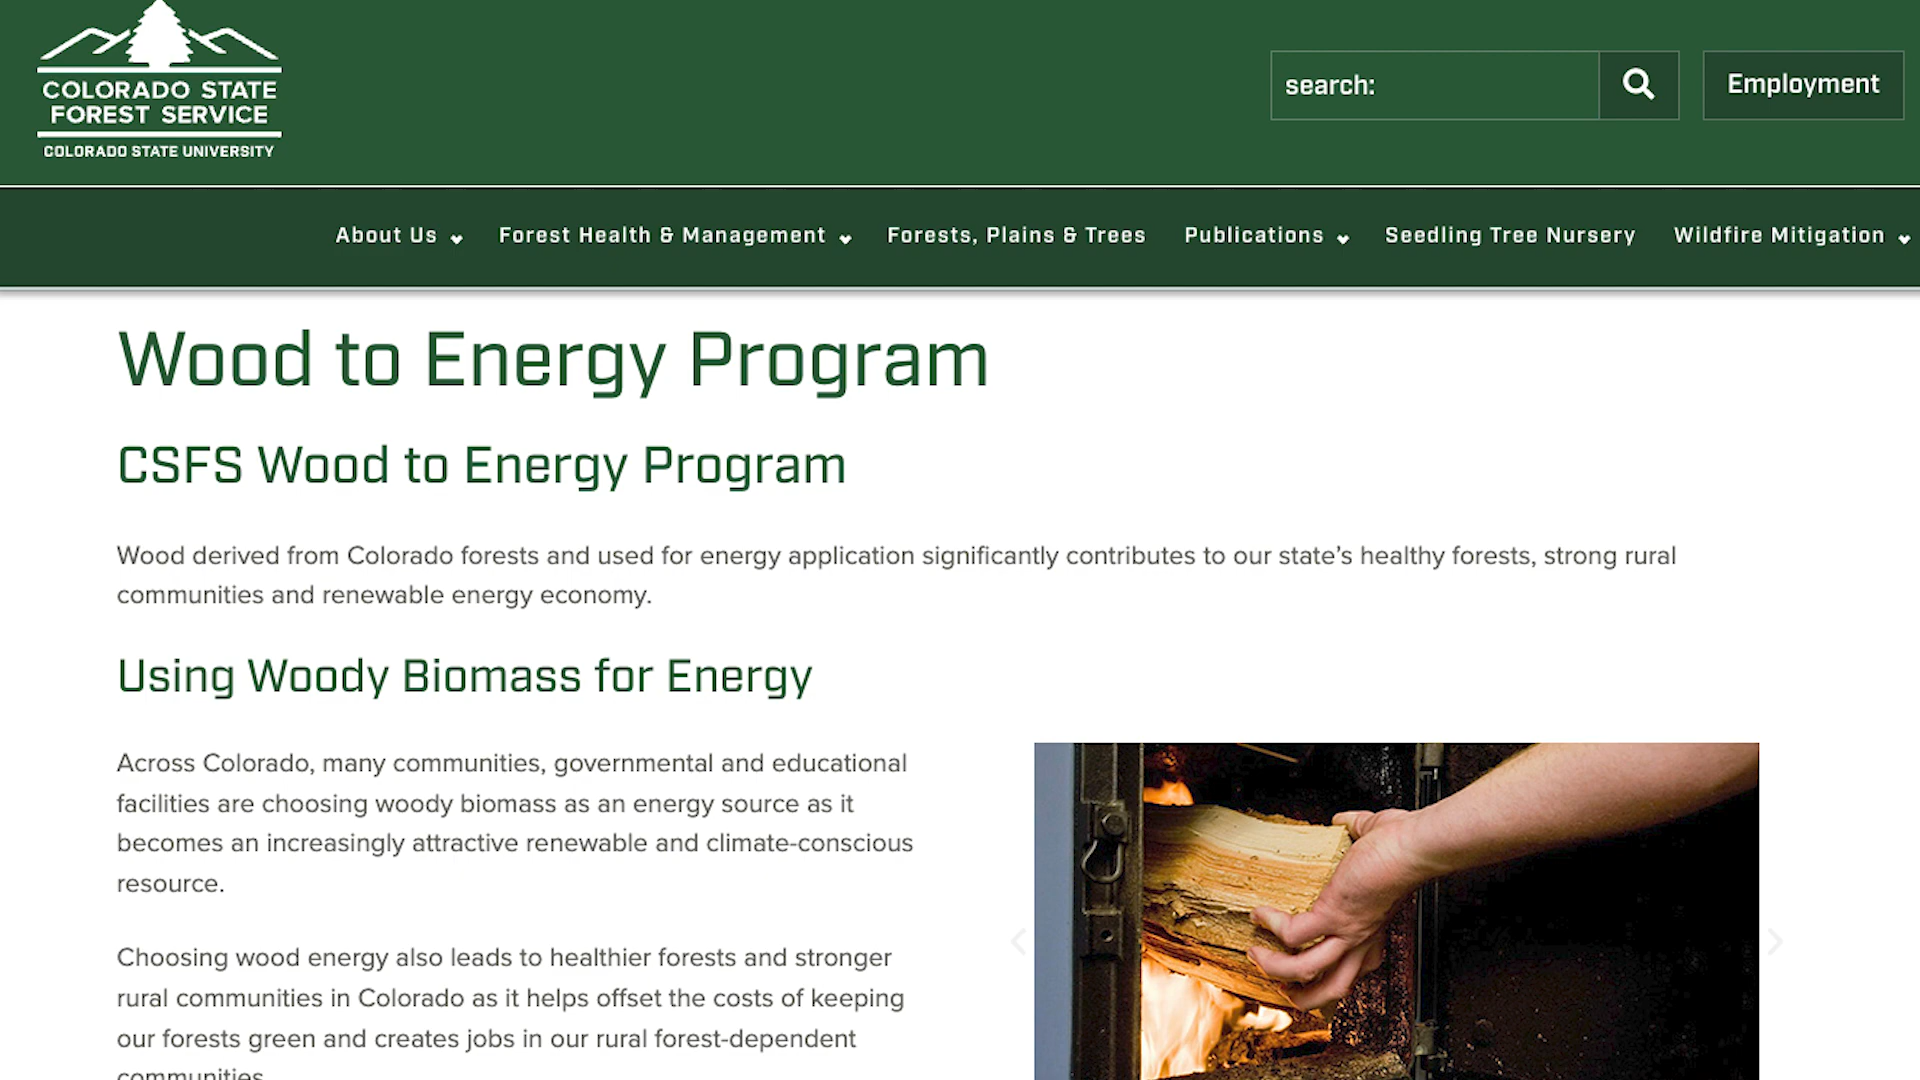 COLORADO STATE
FOREST SERVICE
COLORADO STATE UNIVERSITY
search:
Employment
About Us
Forest Health & Management
Forests, Plains & Trees
Publications
Seedling Tree Nursery
Wildfire Mitigation
Wood to Energy Program
CSFS Wood to Energy Program
Wood derived from Colorado forests and used for energy application significantly contributes to our state’s healthy forests, strong rural
communities and renewable energy economy.
Using Woody Biomass for Energy
Across Colorado, many communities, governmental and educational
facilities are choosing woody biomass as an energy source as it
becomes an increasingly attractive renewable and climate-conscious
resource.
Choosing wood energy also leads to healthier forests and stronger
rural communities in Colorado as it helps offset the costs of keeping
our forests green and creates jobs in our rural forest-dependent
communities.